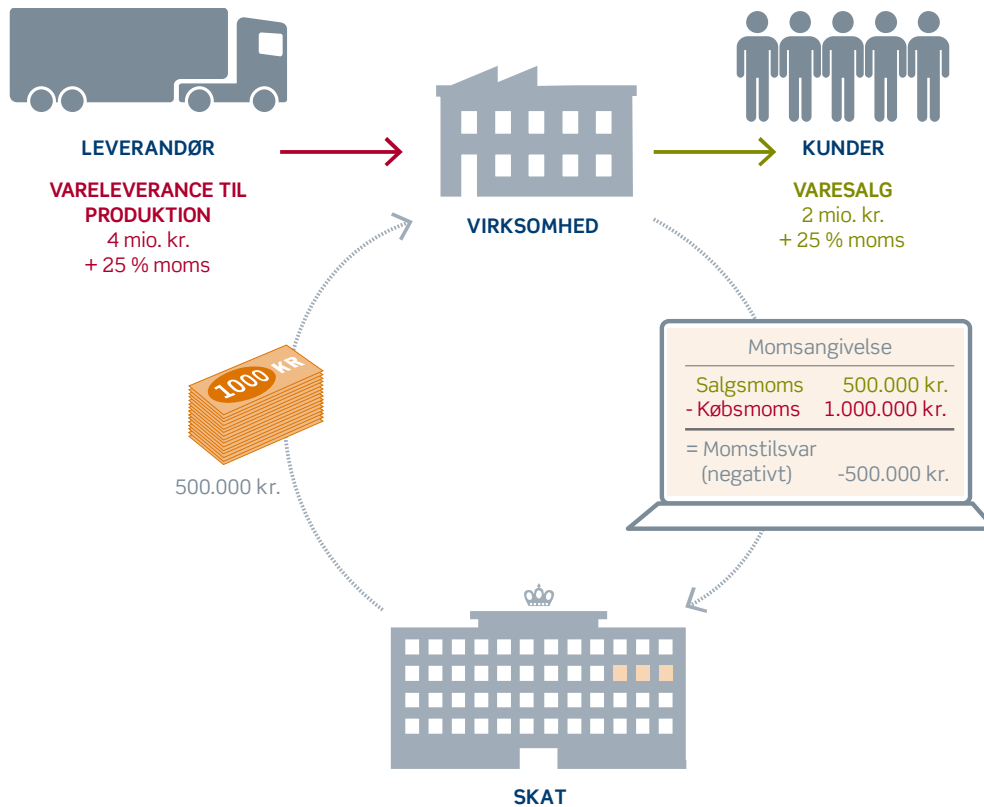 LEVERANDØR
VARELEVERANCE TIL
PRODUKTION
4 mio. kr.
+ 25 % moms
VIRKSOMHED
KUNDER
VARESALG
2 mio. kr.
+ 25 % moms
1000 KR
500.000 kr.
Momsangivelse
Salgsmoms 500.000 kr.
- Købsmoms 1.000.000 kr.
= Momstilsvar
(negativt) -500.000 kr.
SKAT